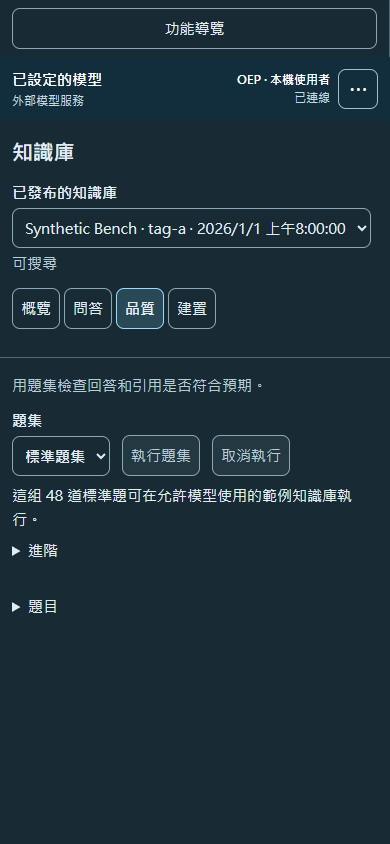 功能導覽
已設定的模型
OEP · 本機使用者
外部模型服務
已連線
知識庫
已發布的知識庫
Synthetic Bench · tag-a · 2026/1/1 上午8:00:00
可搜尋
概覽 問答 品質 建置
用題集檢查回答和引用是否符合預期。
題集
標準題集 執行題集 取消執行
這組 48 道標準題可在允許模型使用的範例知識庫執
行。
進階
題目